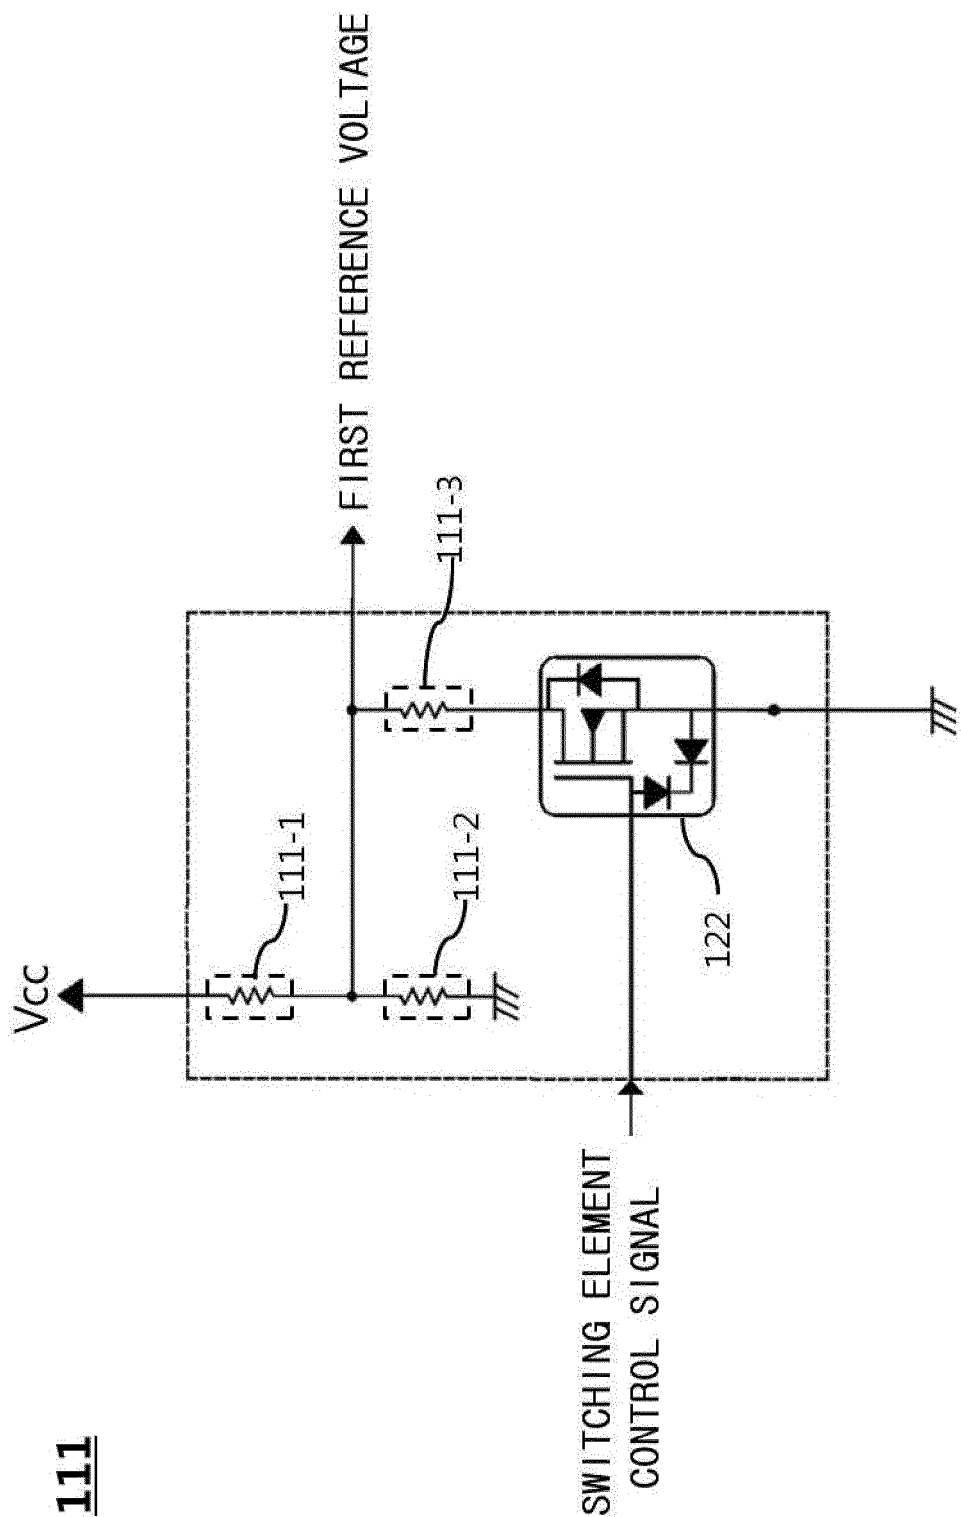 111
Vcc
111-1
111-2
111-3
FIRST REFERENCE VOLTAGE
122
SWITCHING ELEMENT
CONTROL SIGNAL